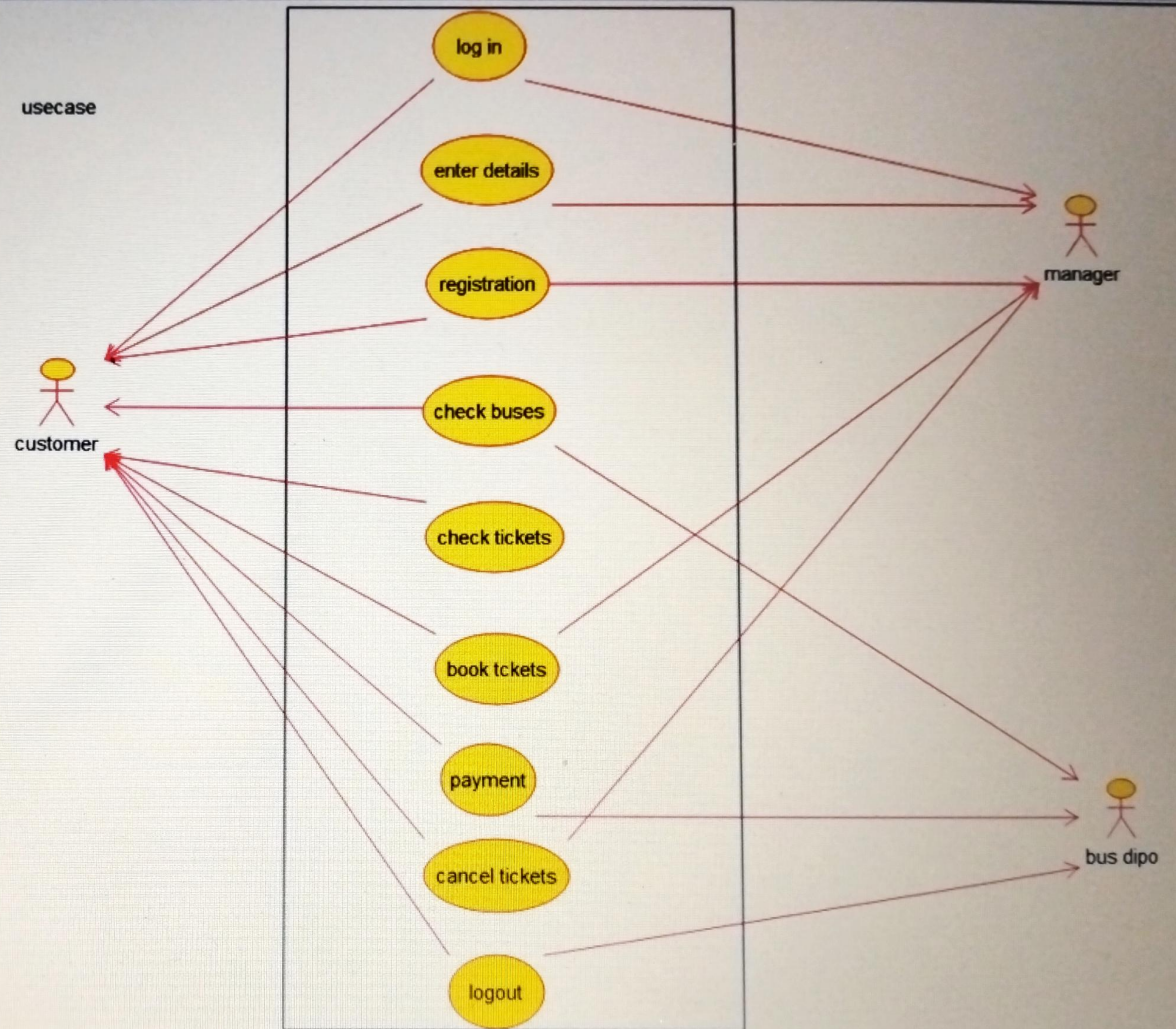 usecase
log in
enter details
registration
check buses
check tickets
book tckets
payment
cancel tickets
logout
customer
manager
bus dipo